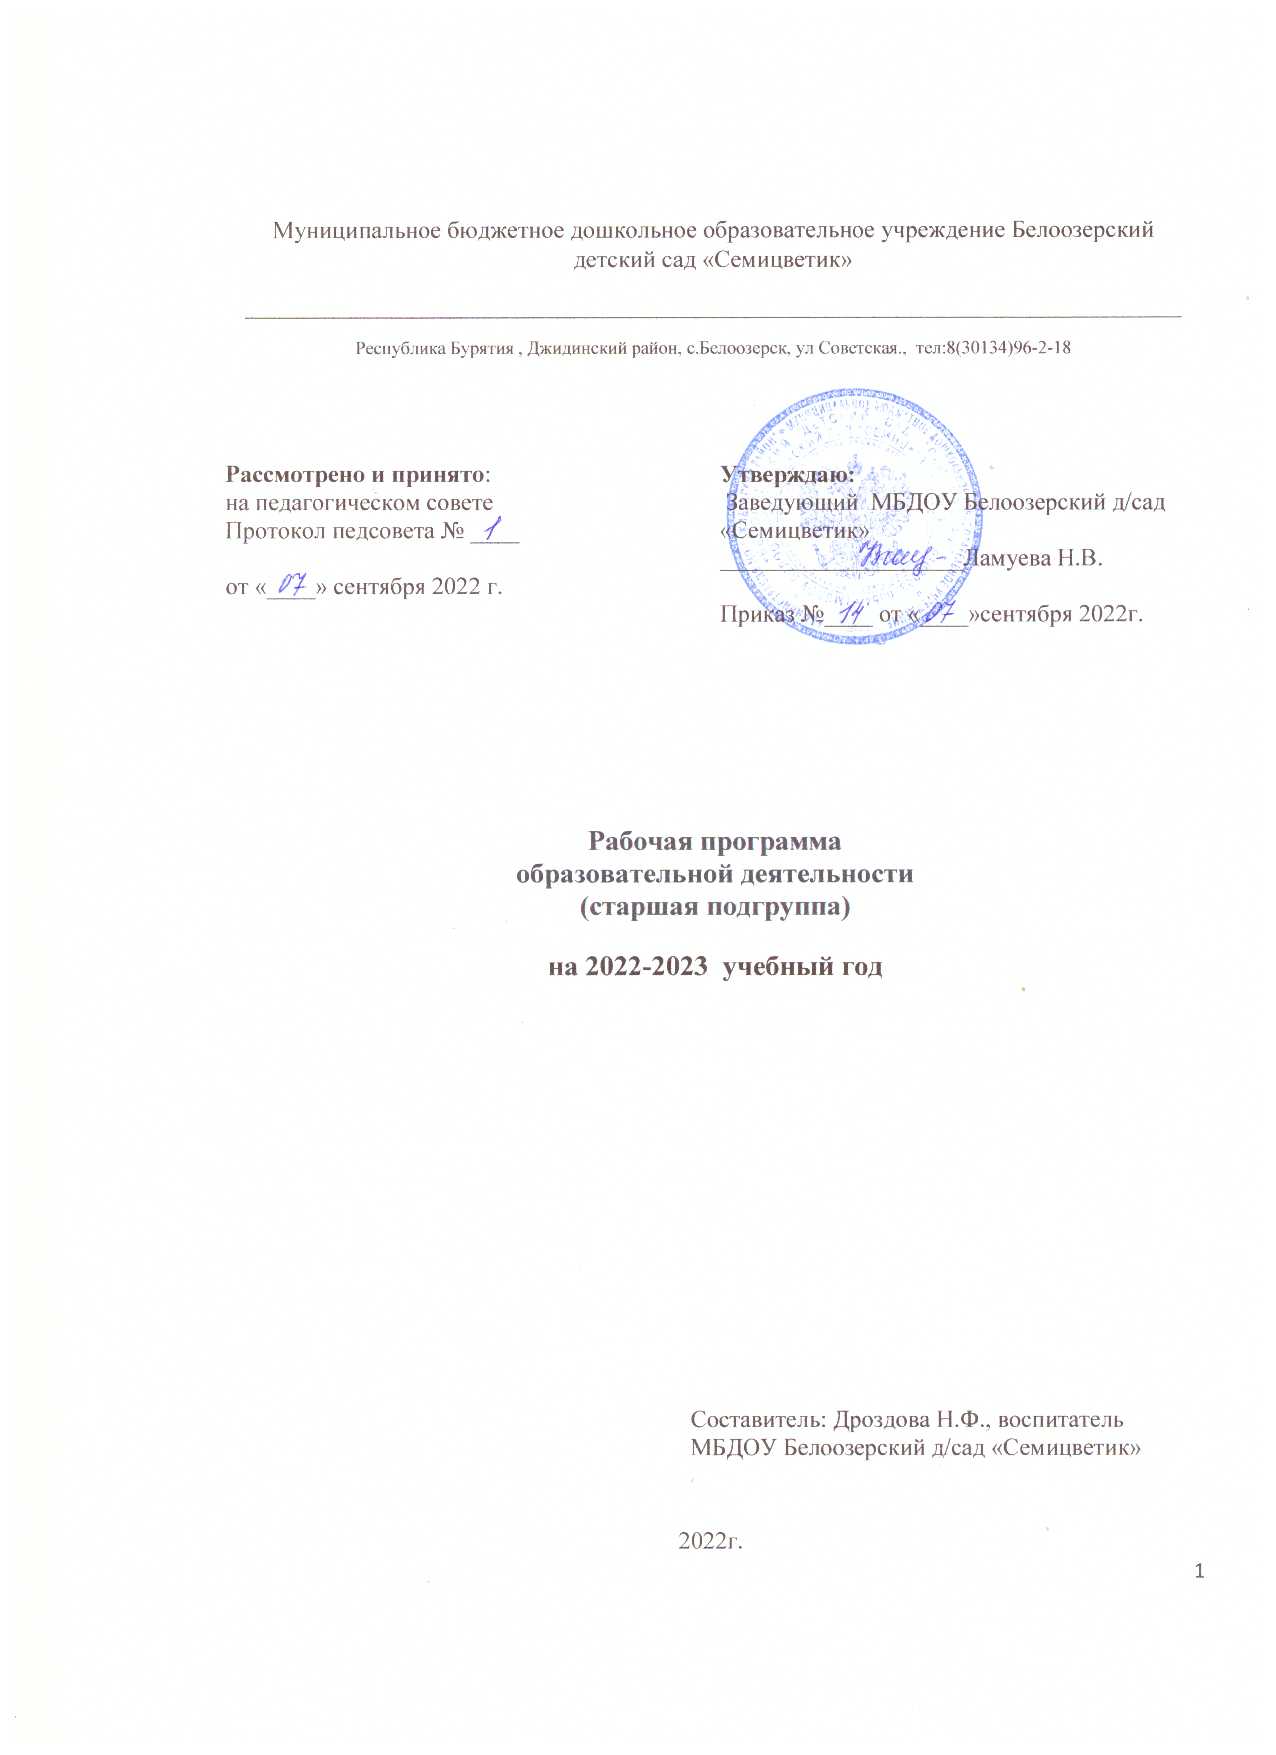 Муниципальное бюджетное дошкольное образовательное учреждение Белоозерский
детский сад «Семицветик»
Республика Бурятия , Джидинский район, с.Белоозерск, ул Советская., тел:8(30134)96-2-18
Рассмотрено и принято:
на педагогическом совете
Протокол педсовета № 1
от «07» сентября 2022 г.
Утверждаю:
Заведующий МБДОУ Белоозерский д/сад
«Семицветик»
Ламуева Н.В.
Приказ № 14 от «07»сентября 2022г.
Рабочая программа
образовательной деятельности
(старшая подгруппа)
на 2022-2023 учебный год
Составитель: Дроздова Н.Ф., воспитатель
МБДОУ Белоозерский д/сад «Семицветик»
2022г.
1